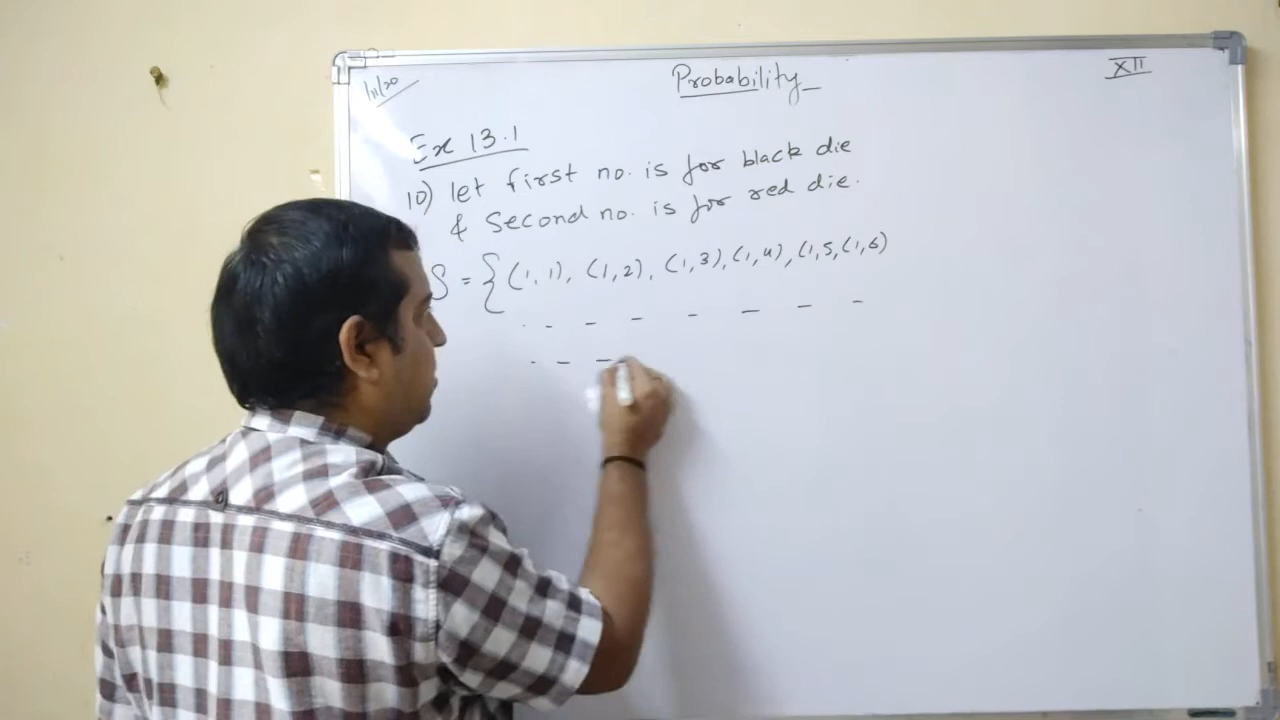 1/11/20
Probability
XII
Ex 13.1
10) let first no. is for black die
& Second no. is for red die.
S = {(1,1), (1,2), (1,3), (1,4), (1,5, (1,6)